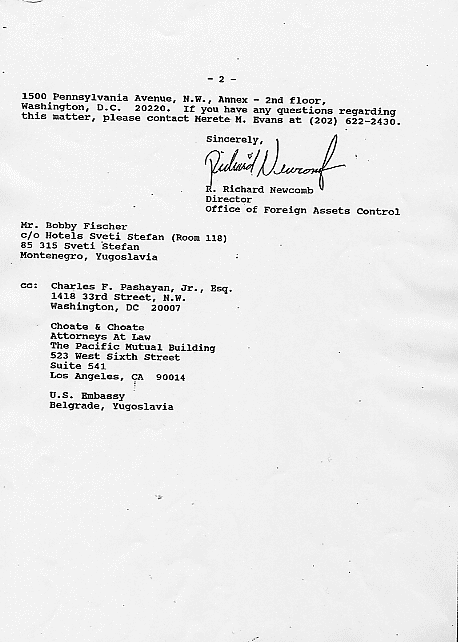 - 2 -
1500 Pennsylvania Avenue, N.W., Annex - 2nd floor,
Washington, D.C. 20220. If you have any questions regarding
this matter, please contact Merete M. Evans at (202) 622-2430.
Sincerely,
Richard Newcomb
R. Richard Newcomb
Director
Office of Foreign Assets Control
Mr. Bobby Fischer
c/o Hotels Sveti Stefan (Room 118)
85 315 Sveti Stefan
Montenegro, Yugoslavia
cc: Charles F. Pashayan, Jr., Esq.
1418 33rd Street, N.W.
Washington, DC 20007
Choate & Choate
Attorneys At Law
The Pacific Mutual Building
523 West Sixth Street
Suite 541
Los Angeles, CA 90014
U.S. Embassy
Belgrade, Yugoslavia